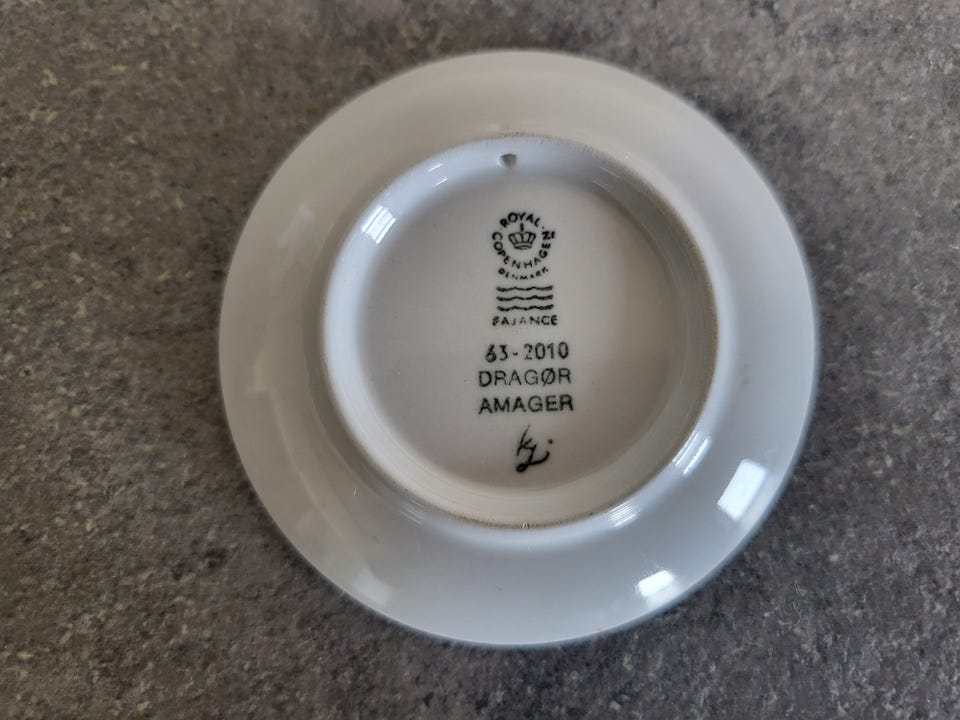 ROYAL COPENHAGEN
DENMARK
FAJANCE
63-2010
DRAGØR
AMAGER